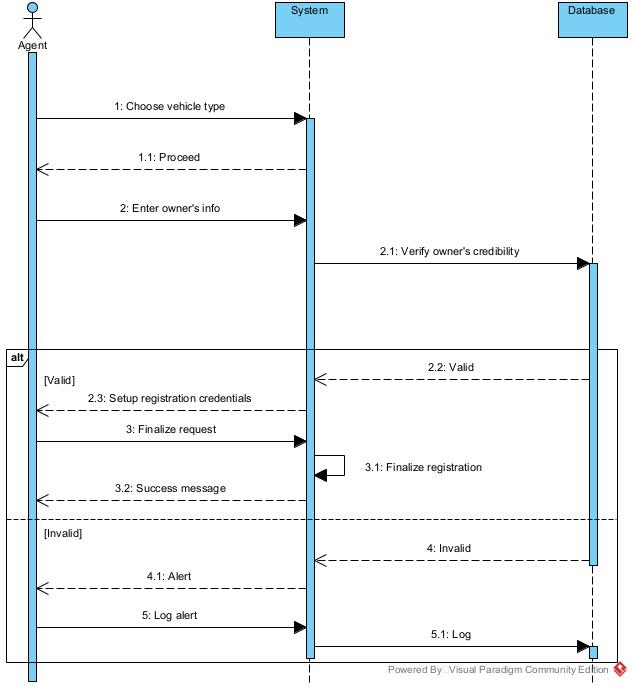 System
Database
Agent
1: Choose vehicle type
1.1: Proceed
2: Enter owner's info
2.1: Verify owner's credibility
alt
2.2: Valid
[Valid]
2.3: Setup registration credentials
3: Finalize request
3.1: Finalize registration
3.2: Success message
[Invalid]
4: Invalid
4.1: Alert
5: Log alert
5.1: Log
Powered By Visual Paradigm Community Edition